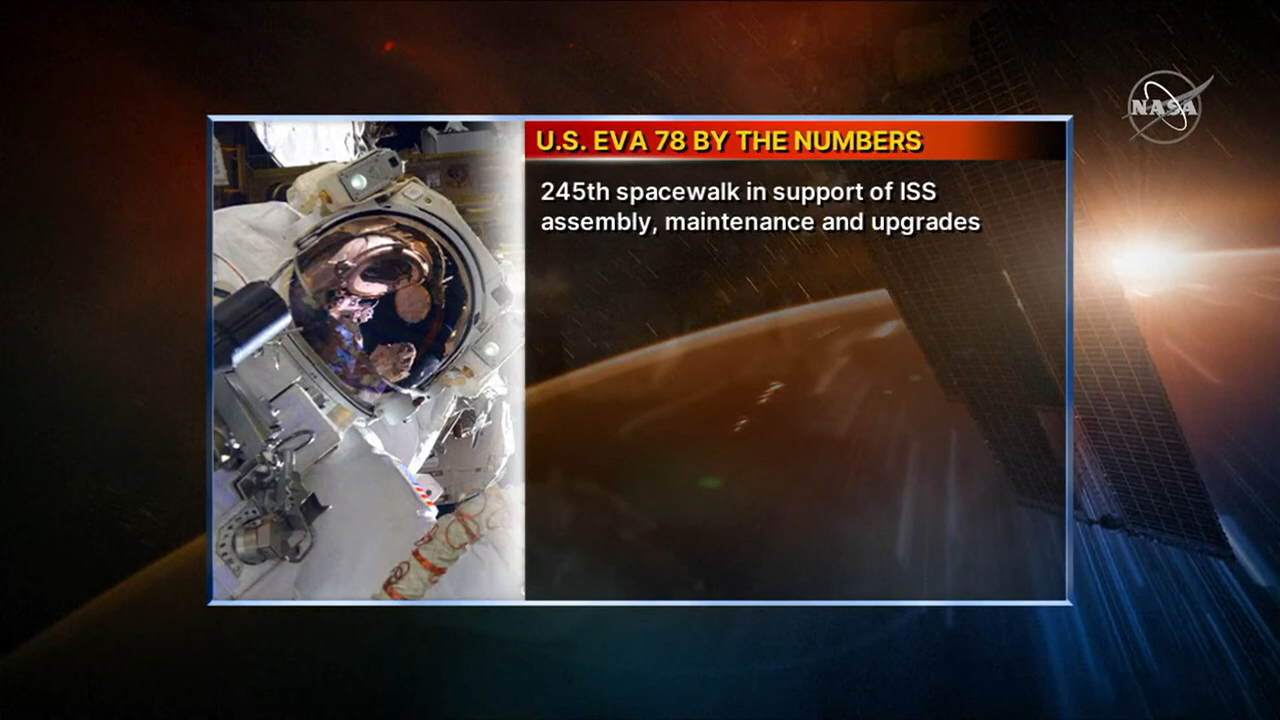 NASA
U.S. EVA 78 BY THE NUMBERS
245th spacewalk in support of ISS
assembly, maintenance and upgrades